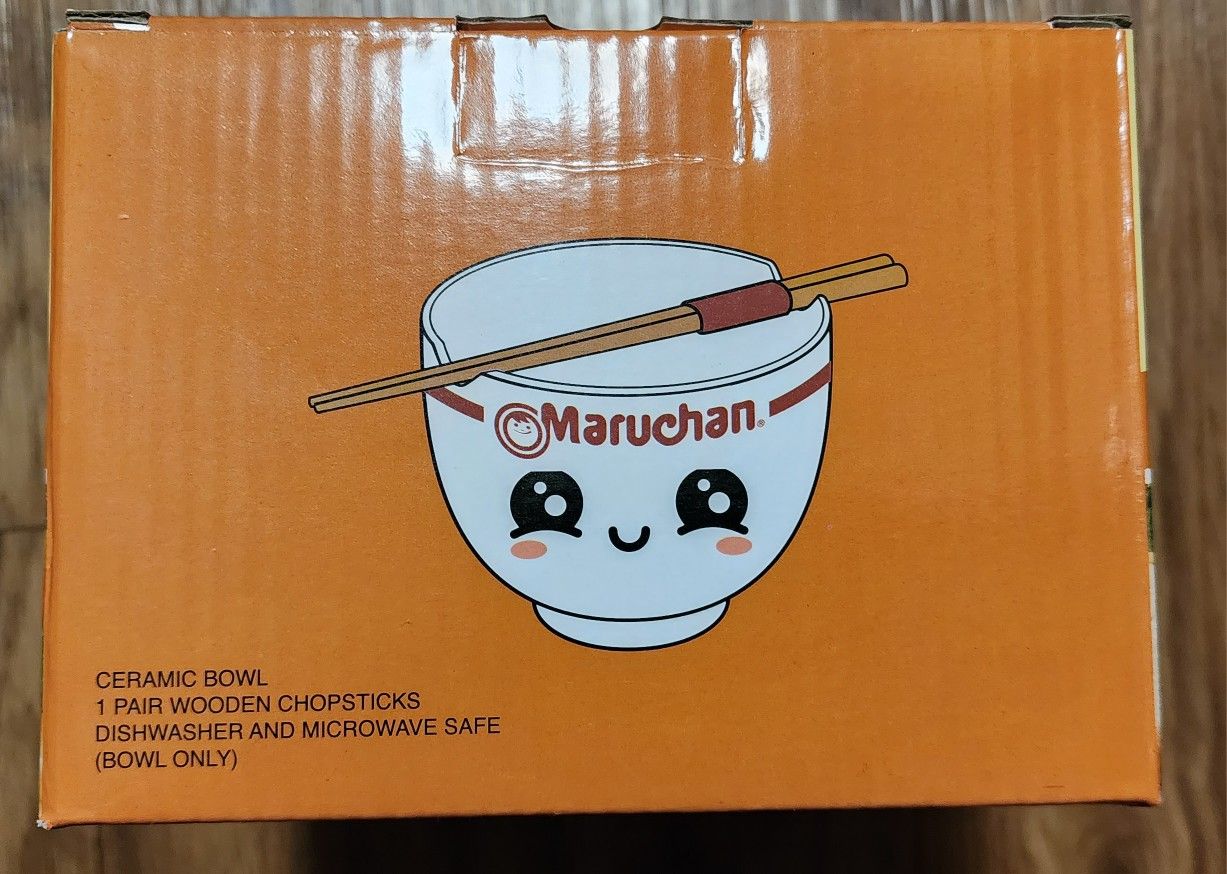 Maruchan®
CERAMIC BOWL
1 PAIR WOODEN CHOPSTICKS
DISHWASHER AND MICROWAVE SAFE
(BOWL ONLY)